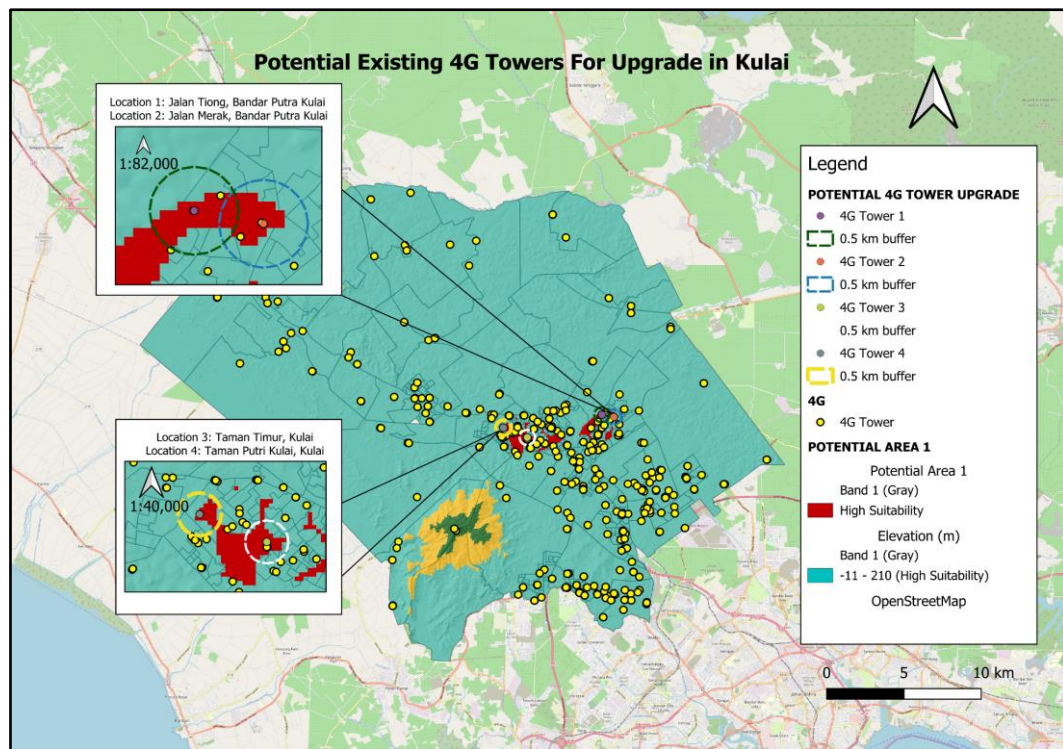 Potential Existing 4G Towers For Upgrade in Kulai
Location 1: Jalan Tiong, Bandar Putra Kulai
Location 2: Jalan Merak, Bandar Putra Kulai
1:82,000
Location 3: Taman Timur, Kulai
Location 4: Taman Putri Kulai, Kulai
1:40,000
Legend
POTENTIAL 4G TOWER UPGRADE
4G Tower 1
0.5 km buffer
4G Tower 2
0.5 km buffer
4G Tower 3
0.5 km buffer
4G Tower 4
0.5 km buffer
4G
4G Tower
POTENTIAL AREA 1
Potential Area 1
Band 1 (Gray)
High Suitability
Elevation (m)
Band 1 (Gray)
-11 - 210 (High Suitability)
OpenStreetMap
0 5 10 km